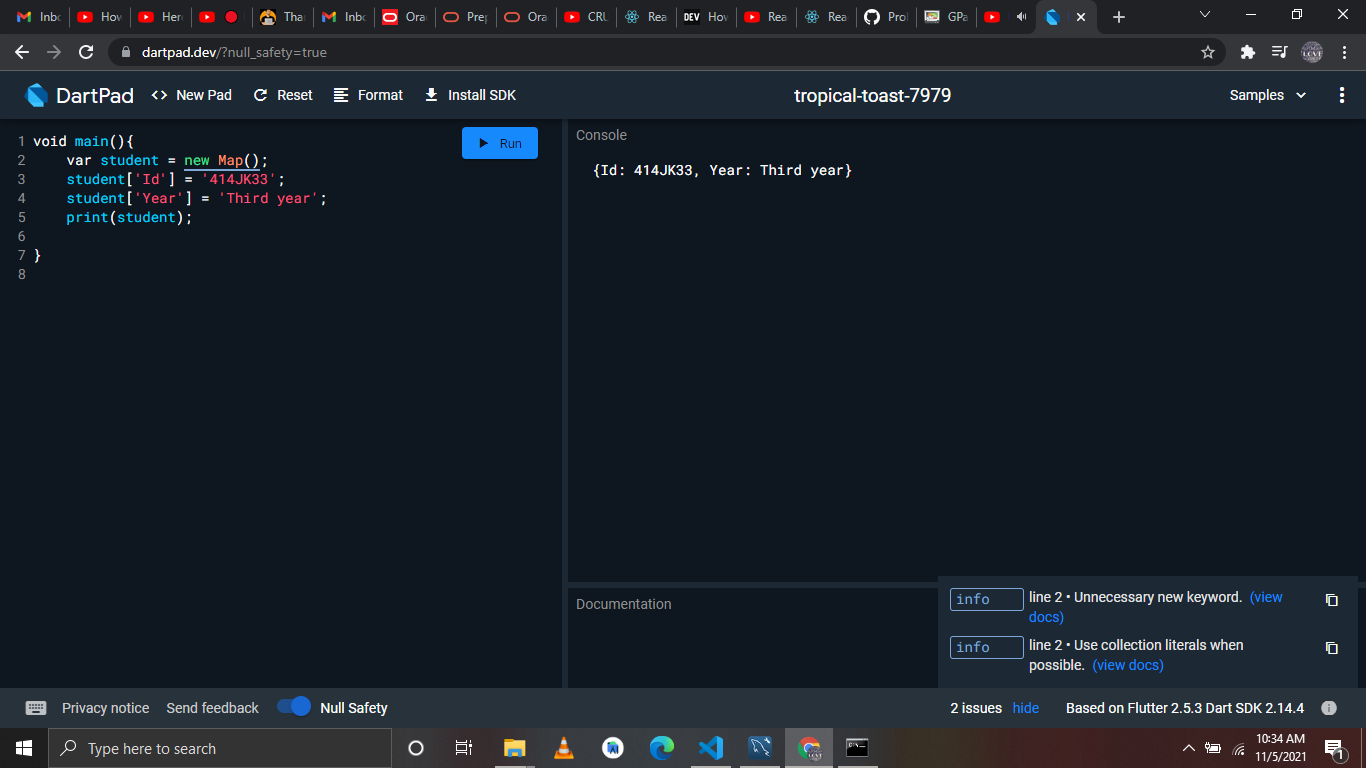 Inbo
How
Here
Tha
Inbo
Orac
Prep
Ora
CRU
Rea
DEV How
Rea
Rea
Prol
GPa
dartpad.dev/?null_safety=true
DartPad
<> New Pad
Reset
Format
Install SDK
tropical-toast-7979
Samples
Run
1 void main(){
2 var student = new Map();
3 student['Id'] = '414JK33';
4 student['Year'] = 'Third year';
5 print(student);
6
7 }
8
Console
{Id: 414JK33, Year: Third year}
Documentation
info line 2 • Unnecessary new keyword. (view
docs)
info line 2 • Use collection literals when
possible. (view docs)
Privacy notice Send feedback Null Safety
2 issues hide Based on Flutter 2.5.3 Dart SDK 2.14.4
Type here to search
10:34 AM
11/5/2021
1